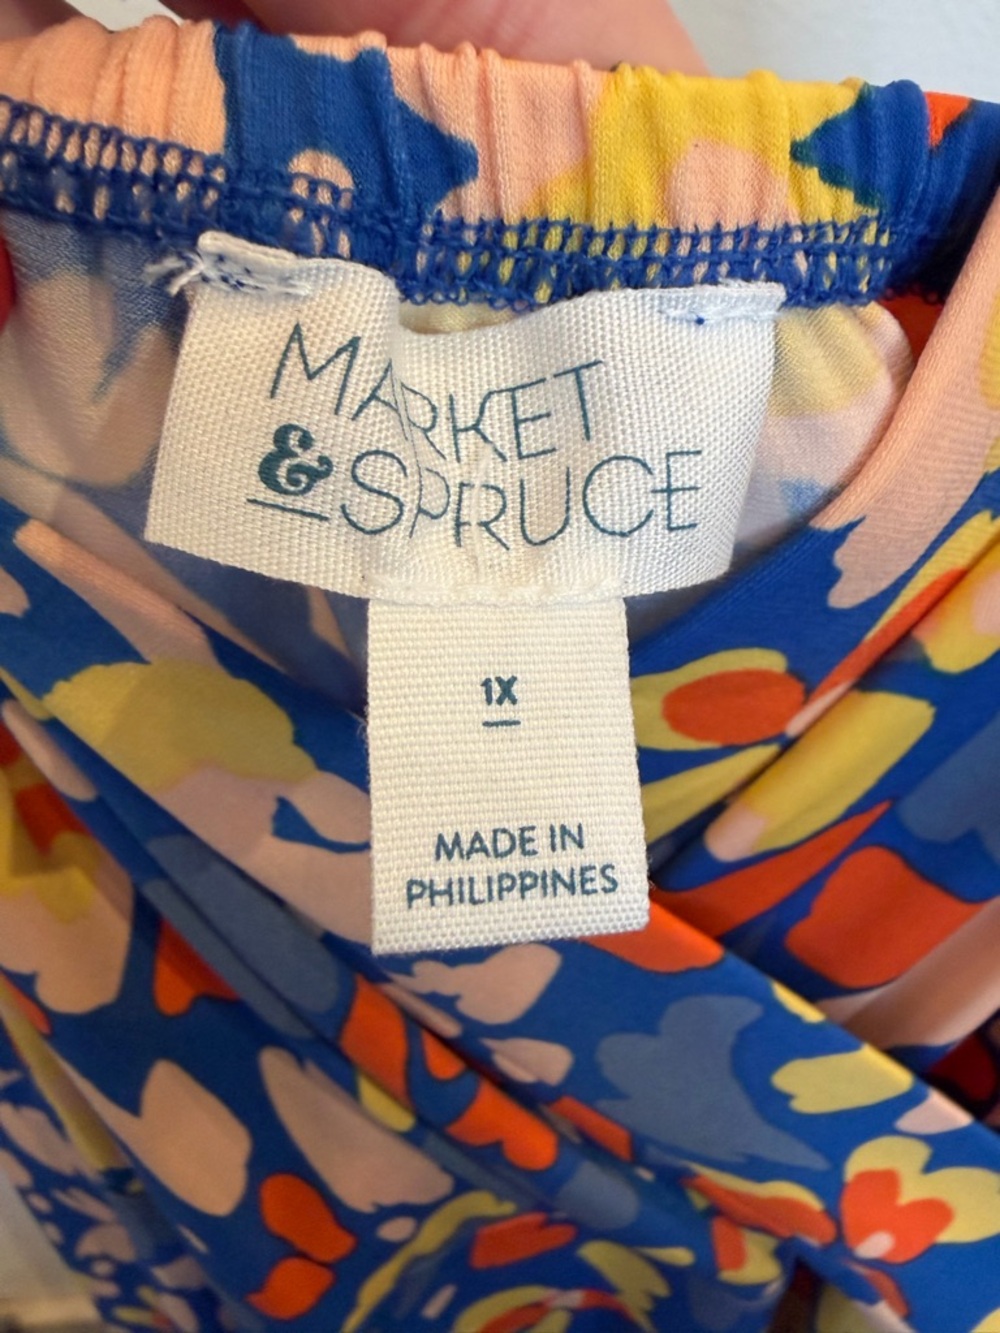 MARKET
& SPRUCE
1X
MADE IN
PHILIPPINES